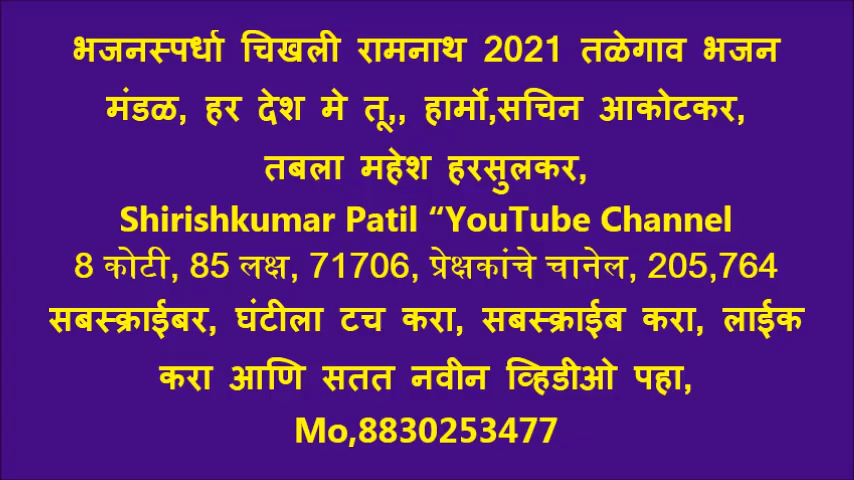 भजनस्पर्धा चिखली रामनाथ 2021 तळेगाव भजन
मंडळ, हर देश मे तू,, हार्मो,सचिन आकोटकर,
तबला महेश हरसुलकर,
Shirishkumar Patil “YouTube Channel
8 कोटी, 85 लक्ष, 71706, प्रेक्षकांचे चानेल, 205,764
सबस्क्राईबर, घंटीला टच करा, सबस्क्राईब करा, लाईक
करा आणि सतत नवीन व्हिडीओ पहा,
Mo,8830253477